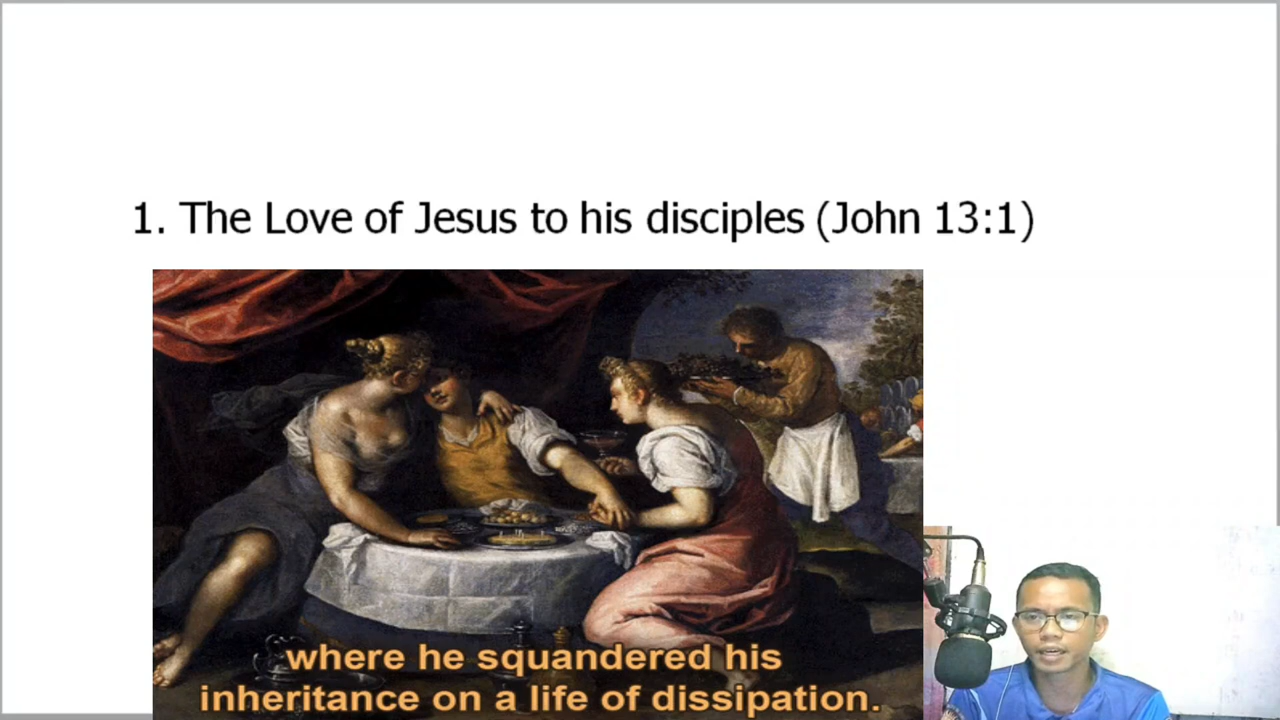 1. The Love of Jesus to his disciples (John 13:1)
where he squandered his
inheritance on a life of dissipation.